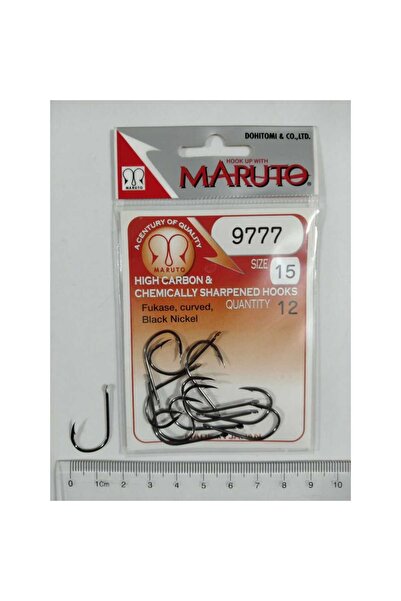 DOHITOMI & CO.,LTD.
HOOK UP WITH
MARUTO®
MARUTO
A CENTURY OF QUALITY
MARUTO
9777
SIZE 15
HIGH CARBON &
CHEMICALLY SHARPENED HOOKS
QUANTITY 12
Fukase, curved,
Black Nickel
0 1Cm 2 3 4 5 6 7 8 9 10